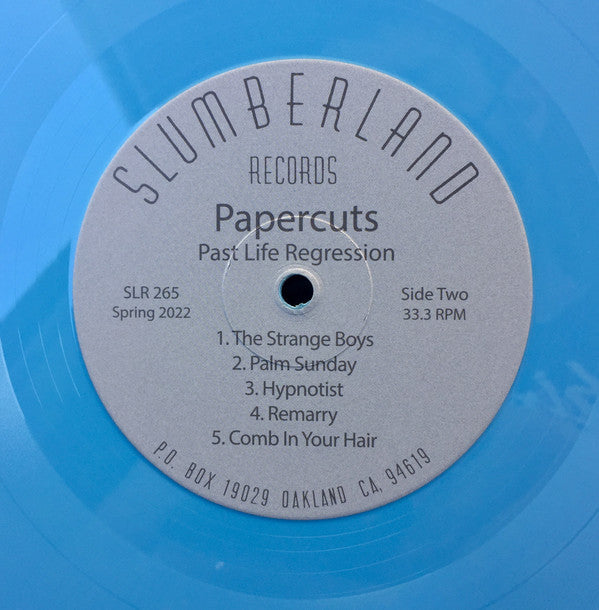 SLUMBERLAND
RECORDS
Papercuts
Past Life Regression
SLR 265
Spring 2022
Side Two
33.3 RPM
1. The Strange Boys
2. Palm Sunday
3. Hypnotist
4. Remarry
5. Comb In Your Hair
P.O. BOX 19029 OAKLAND CA, 94619